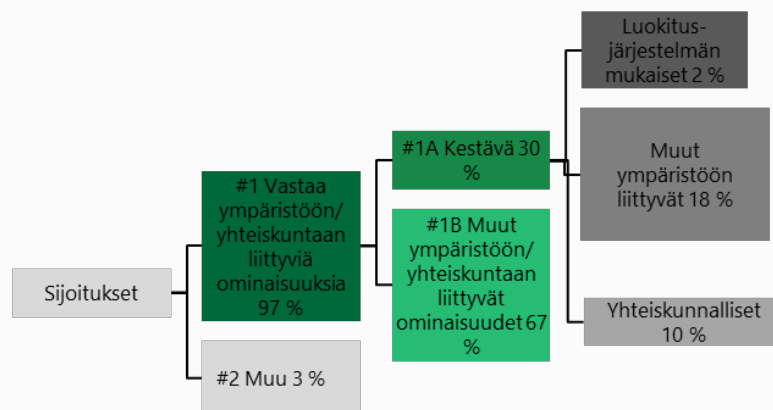 Sijoitukset
#1 Vastaa
ympäristöön/
yhteiskuntaan
liittyviä
ominaisuuksia
97 %
#2 Muu 3 %
#1A Kestävä 30
%
#1B Muut
ympäristöön/
yhteiskuntaan
liittyvät
ominaisuudet 67
%
Luokitus-
järjestelmän
mukaiset 2 %
Muut
ympäristöön
liittyvät 18 %
Yhteiskunnalliset
10 %